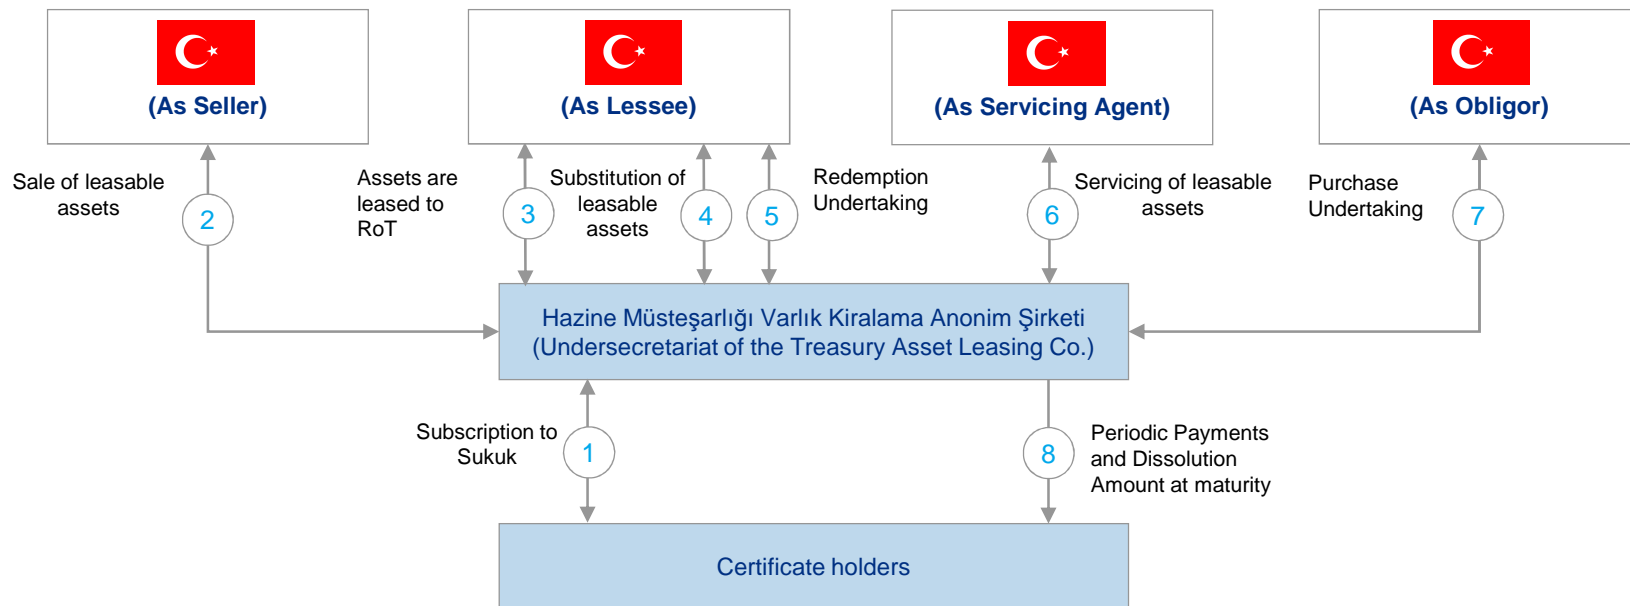 (As Seller)
(As Lessee)
(As Servicing Agent)
(As Obligor)
Sale of leasable
assets
2
Assets are
leased to
RoT
3
Substitution of
leasable
assets
4
5
Redemption
Undertaking
6
Servicing of leasable
assets
Purchase
Undertaking
7
Hazine Müsteşarlığı Varlık Kiralama Anonim Şirketi
(Undersecretariat of the Treasury Asset Leasing Co.)
Subscription to
Sukuk
1
8
Periodic Payments
and Dissolution
Amount at maturity
Certificate holders